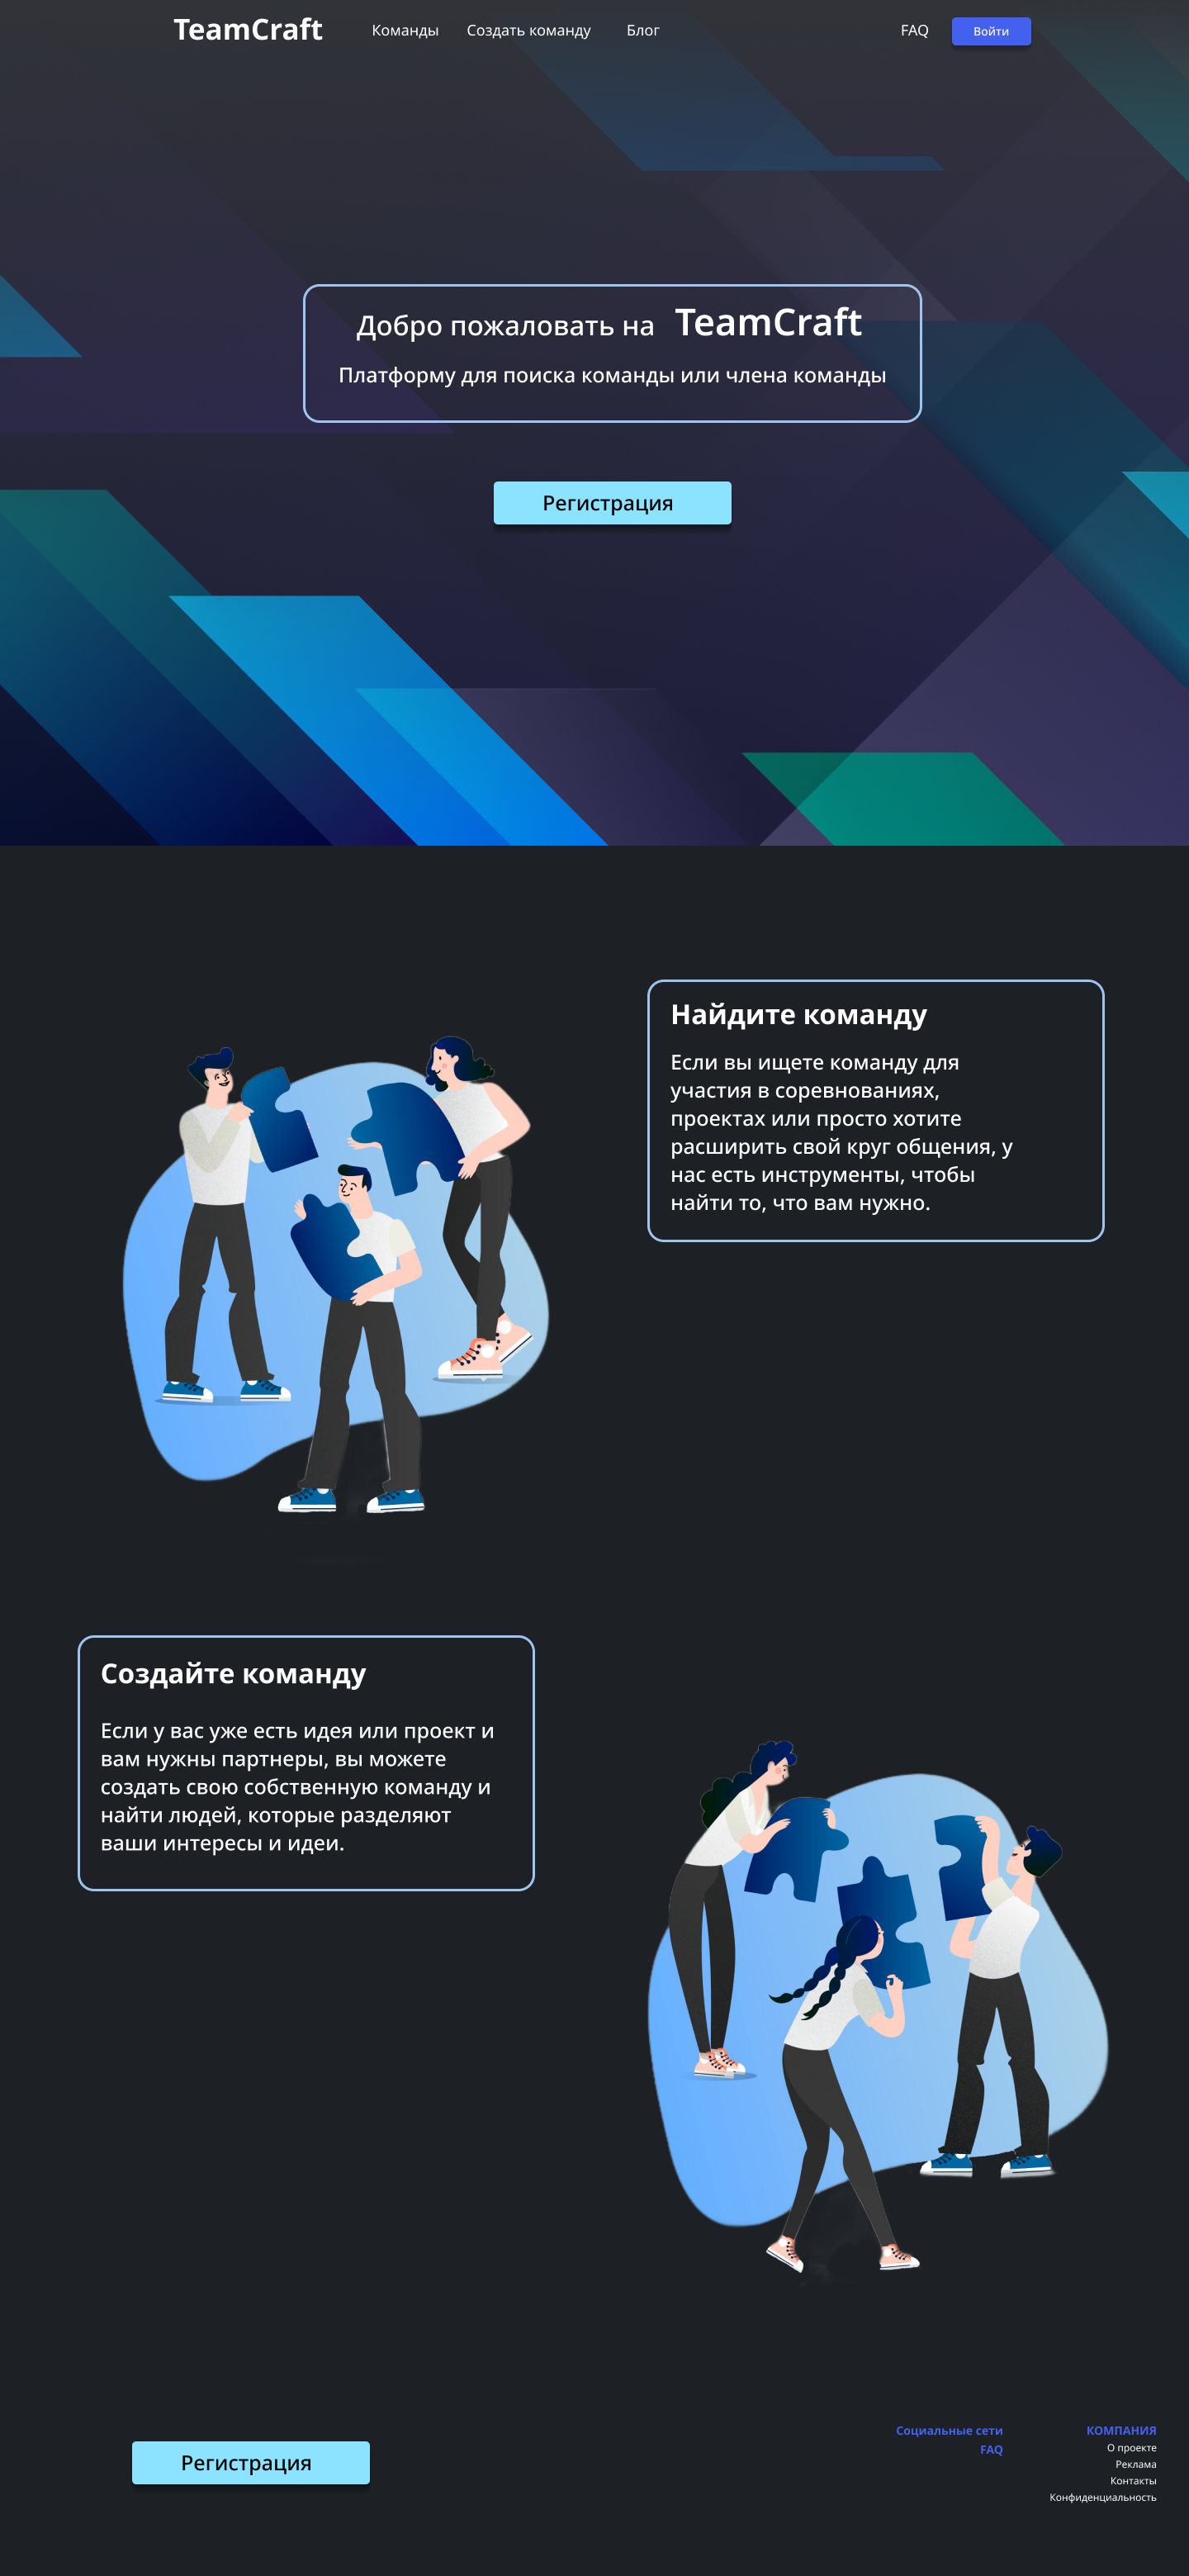 TeamCraft Команды Создать команду Блог FAQ Войти
Добро пожаловать на TeamCraft
Платформу для поиска команды или члена команды
Регистрация
Найдите команду
Если вы ищете команду для
участия в соревнованиях,
проектах или просто хотите
расширить свой круг общения, у
нас есть инструменты, чтобы
найти то, что вам нужно.
Создайте команду
Если у вас уже есть идея или проект и
вам нужны партнеры, вы можете
создать свою собственную команду и
найти людей, которые разделяют
ваши интересы и идеи.
Регистрация
Социальные сети
FAQ
КОМПАНИЯ
О проекте
Реклама
Контакты
Конфиденциальность